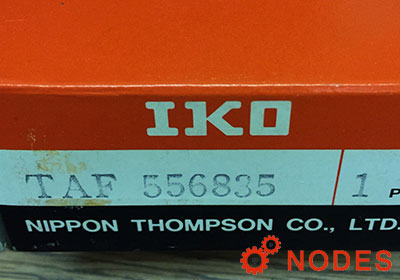 IKO
TAF 556835 1 P
NIPPON THOMPSON CO., LTD.
NODES